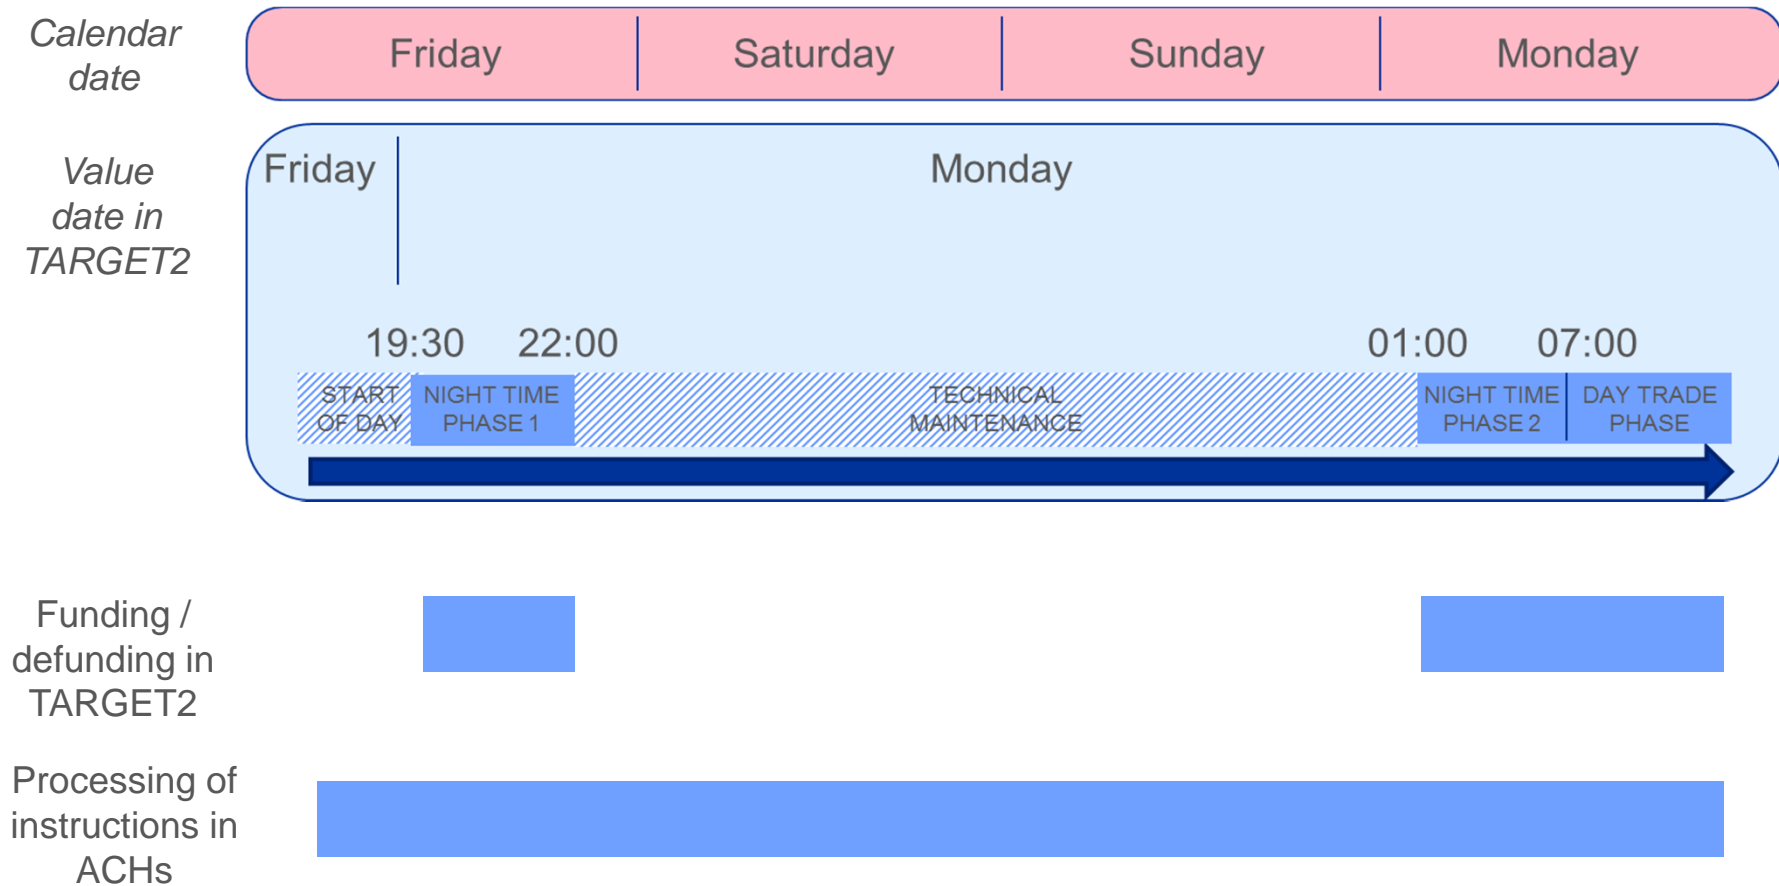 Calendar
date
Friday
Saturday
Sunday
Monday
Value
date in
TARGET2
Friday
Monday
19:30
22:00
01:00
07:00
START
OF DAY
NIGHT TIME
PHASE 1
TECHNICAL
MAINTENANCE
NIGHT TIME
PHASE 2
DAY TRADE
PHASE
Funding /
defunding in
TARGET2
Processing of
instructions in
ACHs